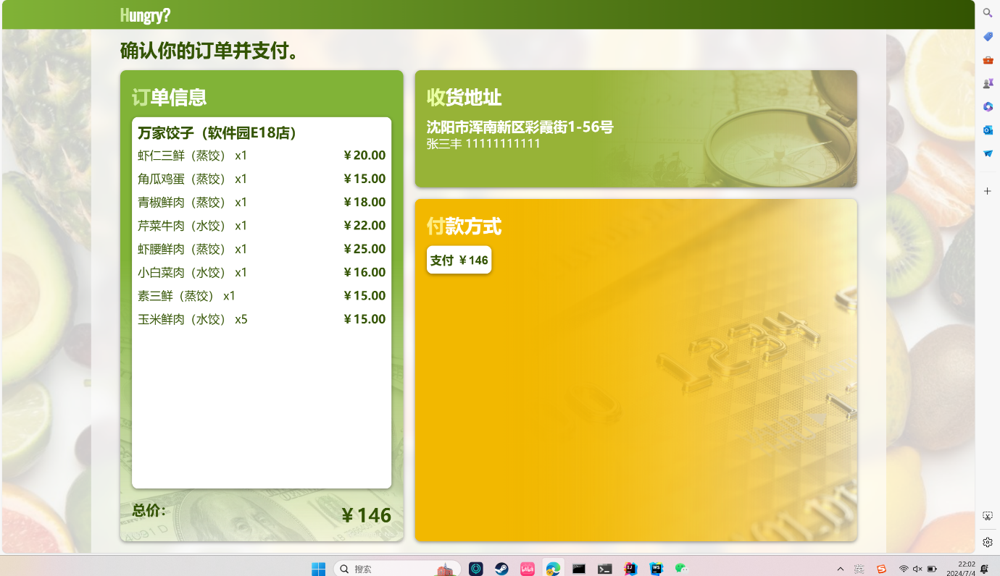 Hungry?
确认你的订单并支付。
订单信息
万家饺子（软件园E18店）
虾仁三鲜（蒸饺） x1 ￥20.00
角瓜鸡蛋（蒸饺） x1 ￥15.00
青椒鲜肉（蒸饺） x1 ￥18.00
芹菜牛肉（水饺） x1 ￥22.00
虾腰鲜肉（蒸饺） x1 ￥25.00
小白菜肉（水饺） x1 ￥16.00
素三鲜（蒸饺） x1 ￥15.00
玉米鲜肉（水饺） x5 ￥15.00
总价： ￥146
收货地址
沈阳市浑南新区彩霞街1-56号
张三丰 11111111111
付款方式
支付 ￥146
1234
搜索
英
22:02
2024/7/4